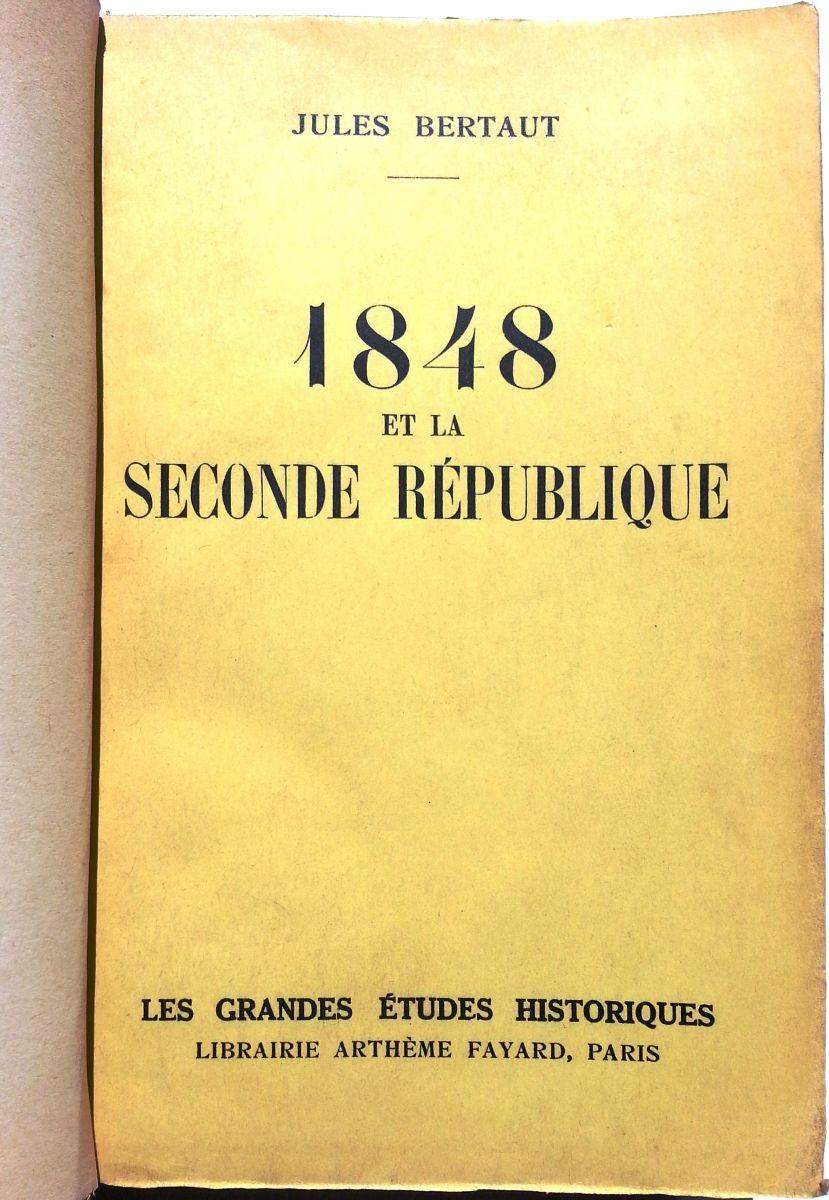 JULES BERTAUT
1848
ET LA
SECONDE RÉPUBLIQUE
LES GRANDES ÉTUDES HISTORIQUES
LIBRAIRIE ARTHÈME FAYARD, PARIS